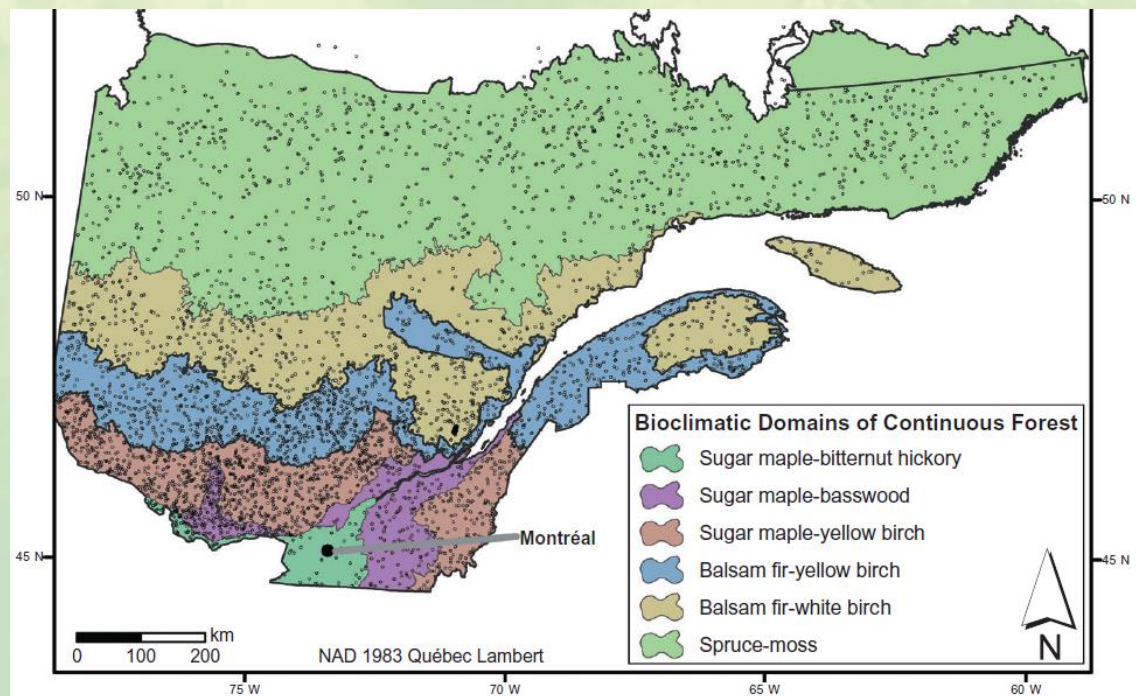 50 N
50 N
Bioclimatic Domains of Continuous Forest
Sugar maple-bitternut hickory
Sugar maple-basswood
Sugar maple-yellow birch
Montréal
45 N
45 N
Balsam fir-yellow birch
Balsam fir-white birch
Spruce-moss
km
0 100 200
NAD 1983 Québec Lambert
N
75 W
70 W
65 W
60 W